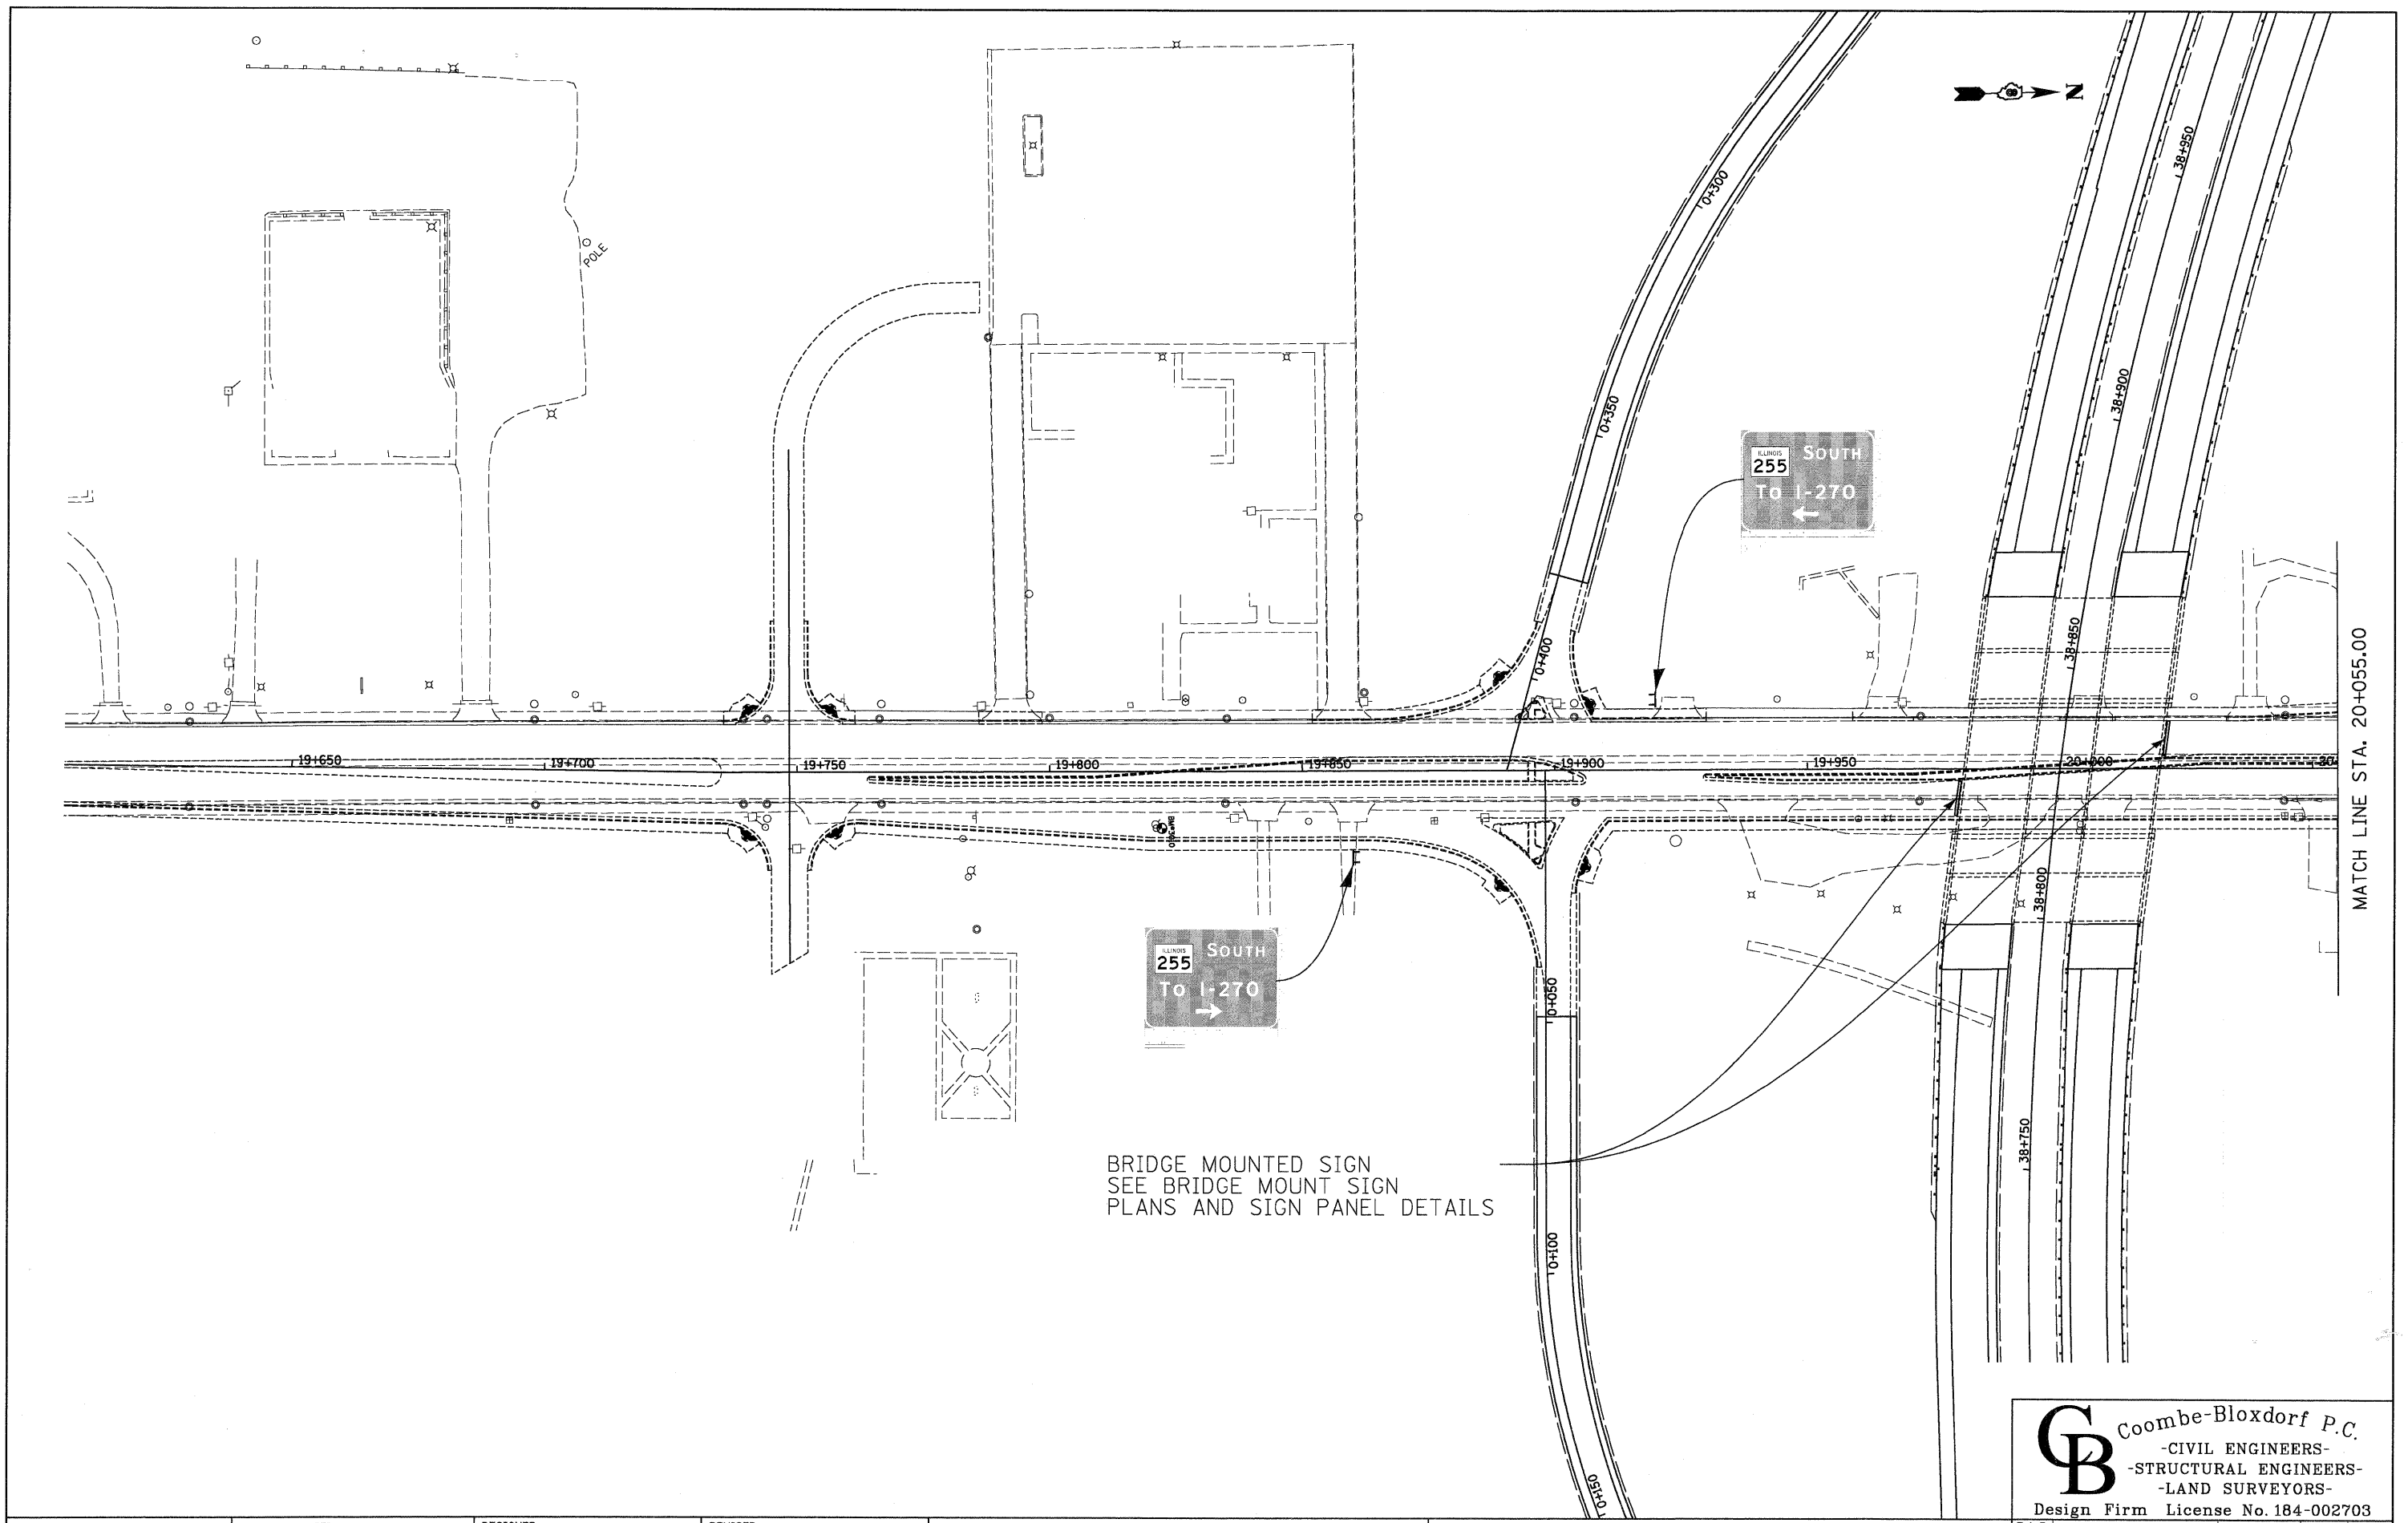 N
POLE
0+300
38+950
0+350
38+900
ILLINOIS
255
SOUTH
To I-270
0+400
38+850
19+650
19+700
19+750
19+800
19+850
19+900
19+950
20+000
20
MATCH LINE STA. 20+055.00
38+800
ILLINOIS
255
SOUTH
To I-270
0+050
38+750
BRIDGE MOUNTED SIGN
SEE BRIDGE MOUNT SIGN
PLANS AND SIGN PANEL DETAILS
0+100
0+150
CB
Coombe-Bloxdorf P.C.
-CIVIL ENGINEERS-
-STRUCTURAL ENGINEERS-
-LAND SURVEYORS-
Design Firm License No. 184-002703